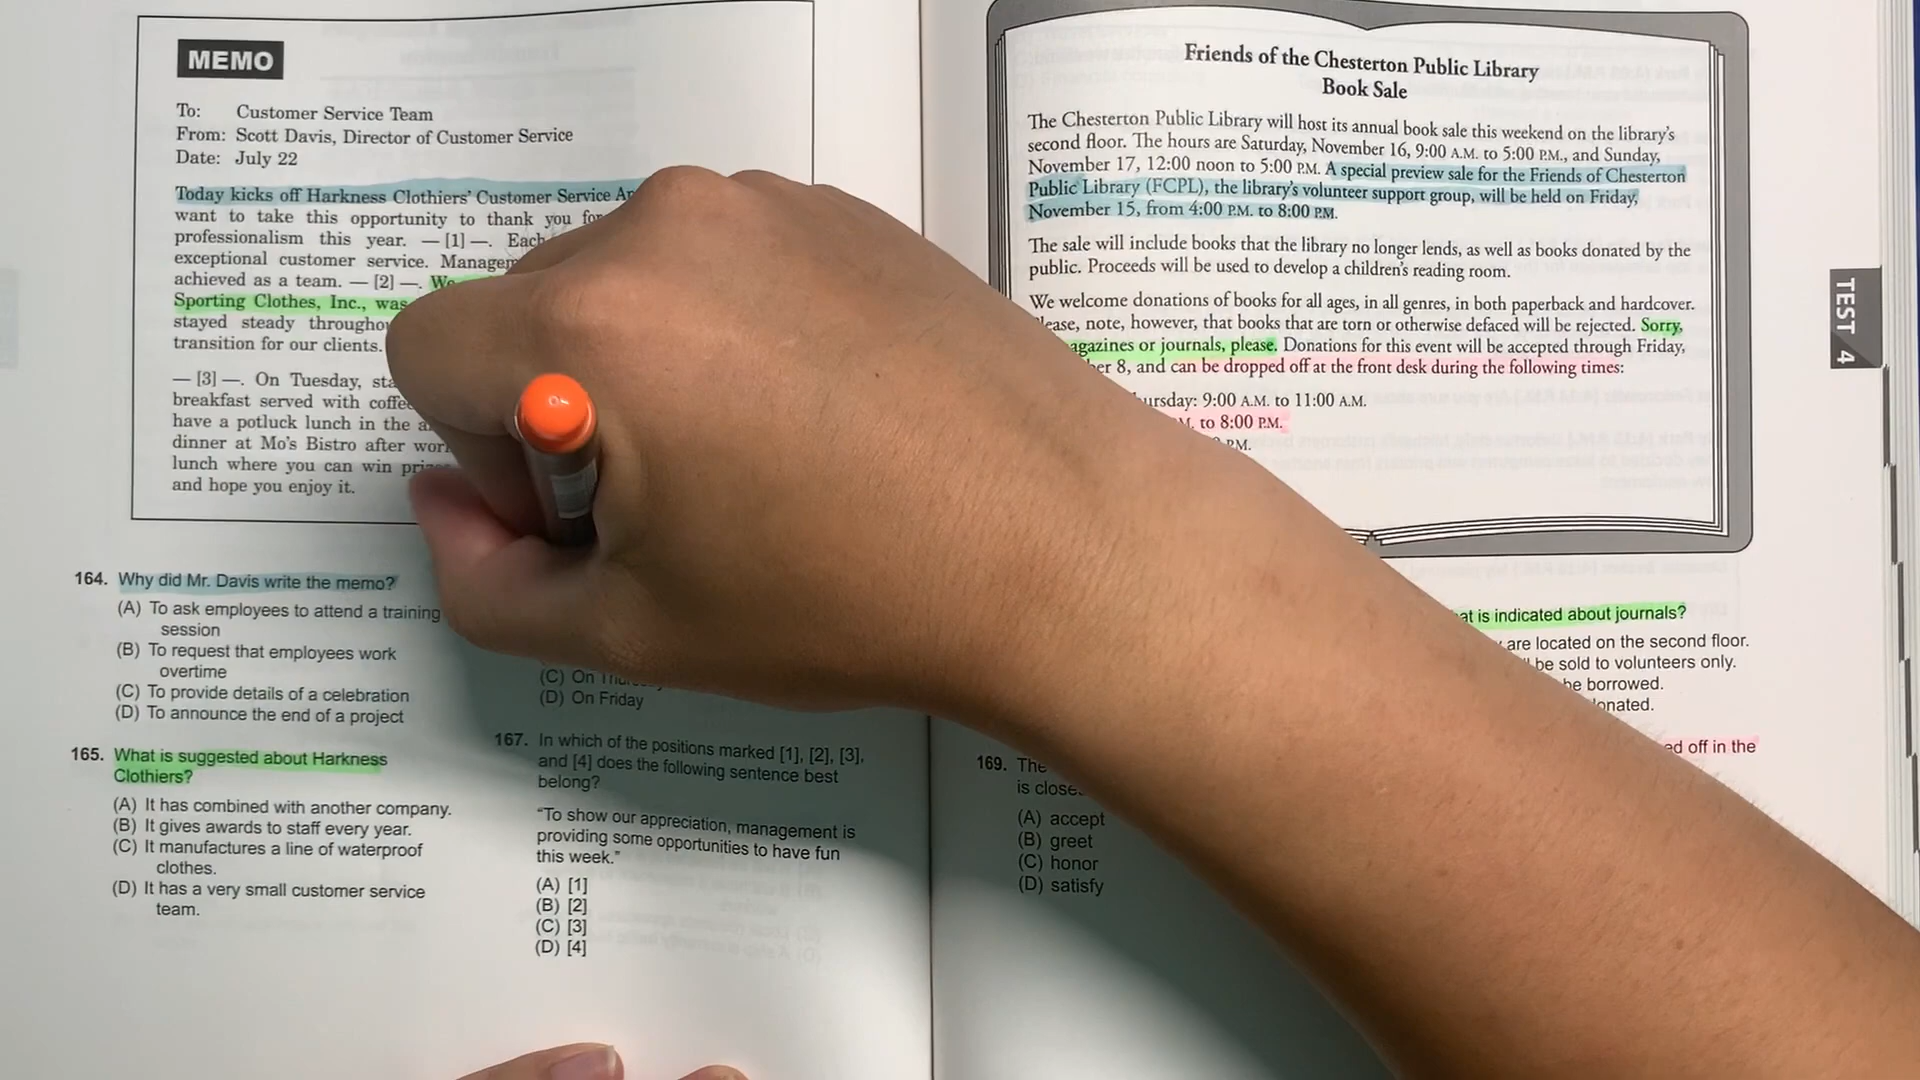 MEMO
To: Customer Service Team
From: Scott Davis, Director of Customer Service
Date: July 22
Today kicks off Harkness Clothiers' Customer Service
want to take this opportunity to thank you for
professionalism this year. — [1] —. Each
exceptional customer service.
achieved as a team. — [2] —.
Sporting Clothes, Inc., was
stayed steady
transition for our clients.
— [3] —. On Tuesday,
breakfast served with
have a potluck lunch in the
dinner at Mo's Bistro after
lunch where you can win
and hope you enjoy it.
164. Why did Mr. Davis write the memo?
(A) To ask employees to attend a training
session
(B) To request that employees work
overtime
(C) To provide details of a celebration
(D) To announce the end of a project
165. What is suggested about Harkness
Clothiers?
(A) It has combined with another company.
(B) It gives awards to staff every year.
(C) It manufactures a line of waterproof
clothes.
(D) It has a very small customer service
team.
(C) On
(D) On Friday
167. In which of the positions marked [1], [2], [3],
and [4] does the following sentence best
belong?
“To show our appreciation, management is
providing some opportunities to have fun
this week.”
(A) [1]
(B) [2]
(C) [3]
(D) [4]
Friends of the Chesterton Public Library
Book Sale
The Chesterton Public Library will host its annual book sale this weekend on the library's
second floor. The hours are Saturday, November 16, 9:00 A.M. to 5:00 P.M., and Sunday,
November 17, 12:00 noon to 5:00 P.M. A special preview sale for the Friends of Chesterton
Public Library (FCPL), the library's volunteer support group, will be held on Friday,
November 15, from 4:00 P.M. to 8:00 P.M.
The sale will include books that the library no longer lends, as well as books donated by the
public. Proceeds will be used to develop a children's reading room.
We welcome donations of books for all ages, in all genres, in both paperback and hardcover.
note, however, that books that are torn or otherwise defaced will be rejected. Sorry,
or journals, please. Donations for this event will be accepted through Friday,
8, and can be dropped off at the front desk during the following times:
9:00 A.M. to 11:00 A.M.
to 8:00 P.M.
P.M.
is indicated about journals?
are located on the second floor.
be sold to volunteers only.
be borrowed.
off in the
169. The
is
(A) accept
(B) greet
(C) honor
(D) satisfy
TEST 4